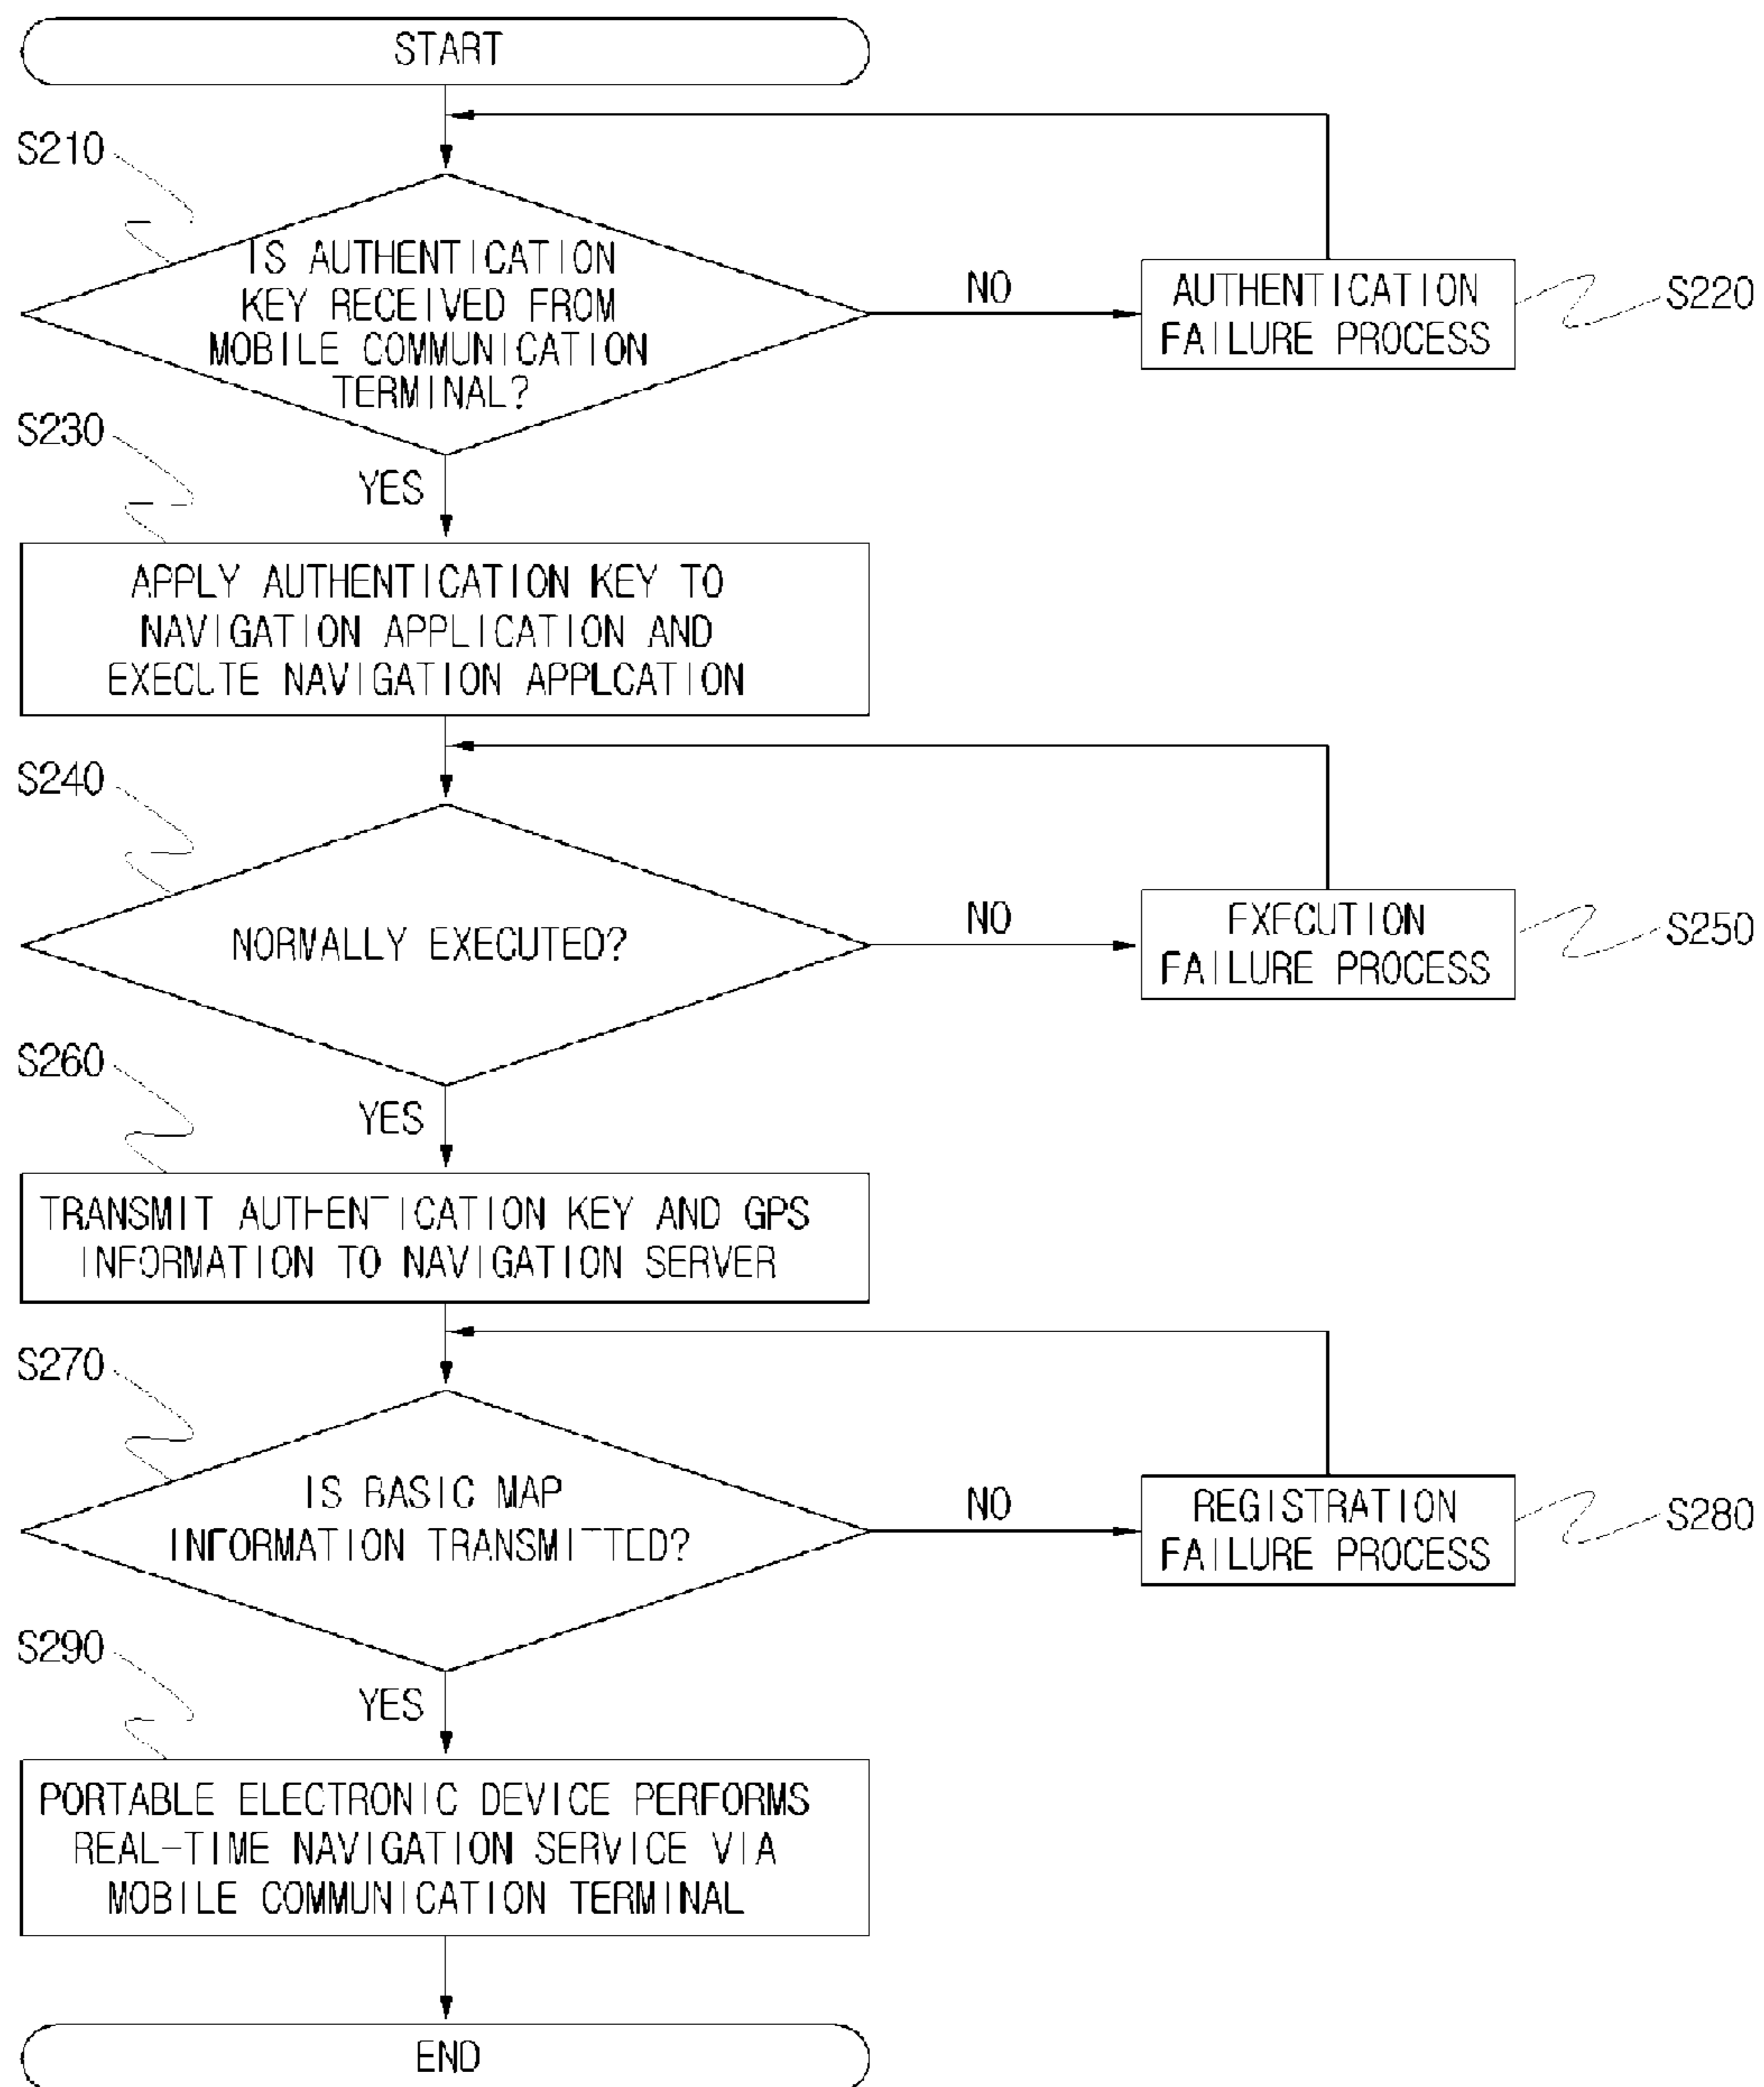 START
S210
IS AUTHENTICATION
KEY RECEIVED FROM
MOBILE COMMUNICATION
TERMINAL?
NO
AUTHENTICATION
FAILURE PROCESS
S220
S230
YES
APPLY AUTHENTICATION KEY TO
NAVIGATION APPLICATION AND
EXECUTE NAVIGATION APPLCATION
S240
NORMALLY EXECUTED?
NO
EXECUTION
FAILURE PROCESS
S250
S260
YES
TRANSMIT AUTHENTICATION KEY AND GPS
INFORMATION TO NAVIGATION SERVER
S270
IS BASIC MAP
INFORMATION TRANSMITTED?
NO
REGISTRATION
FAILURE PROCESS
S280
S290
YES
PORTABLE ELECTRONIC DEVICE PERFORMS
REAL-TIME NAVIGATION SERVICE VIA
MOBILE COMMUNICATION TERMINAL
END